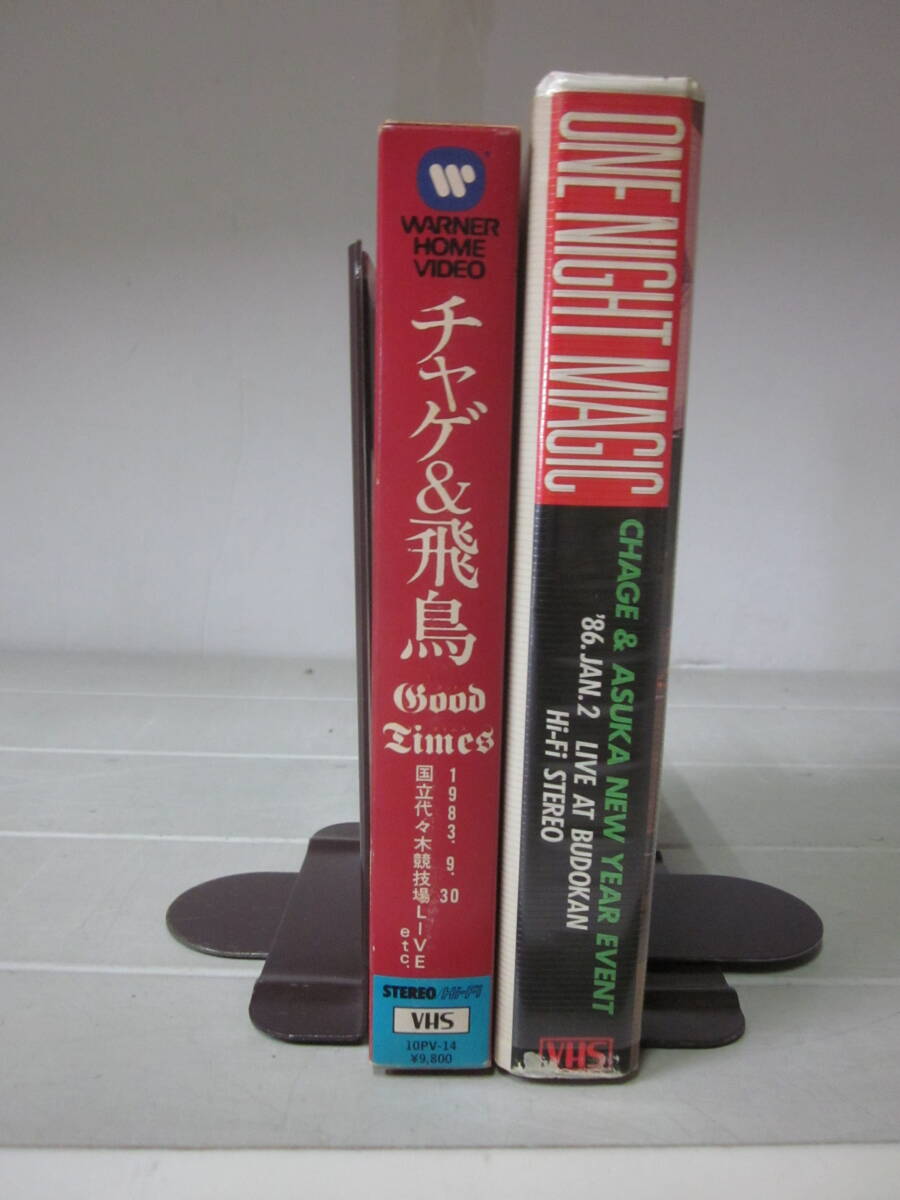 WARNER
HOME
VIDEO
チャゲ&飛鳥
Good
Times
1983. 9. 30
国立代々木競技場LIVE
etc.
STEREO/Hi-Fi
VHS
10PV-14
¥9,800
ONE NIGHT MAGIC
CHAGE & ASUKA NEW YEAR EVENT
'86.JAN.2 LIVE AT BUDOKAN
Hi-Fi STEREO
VHS